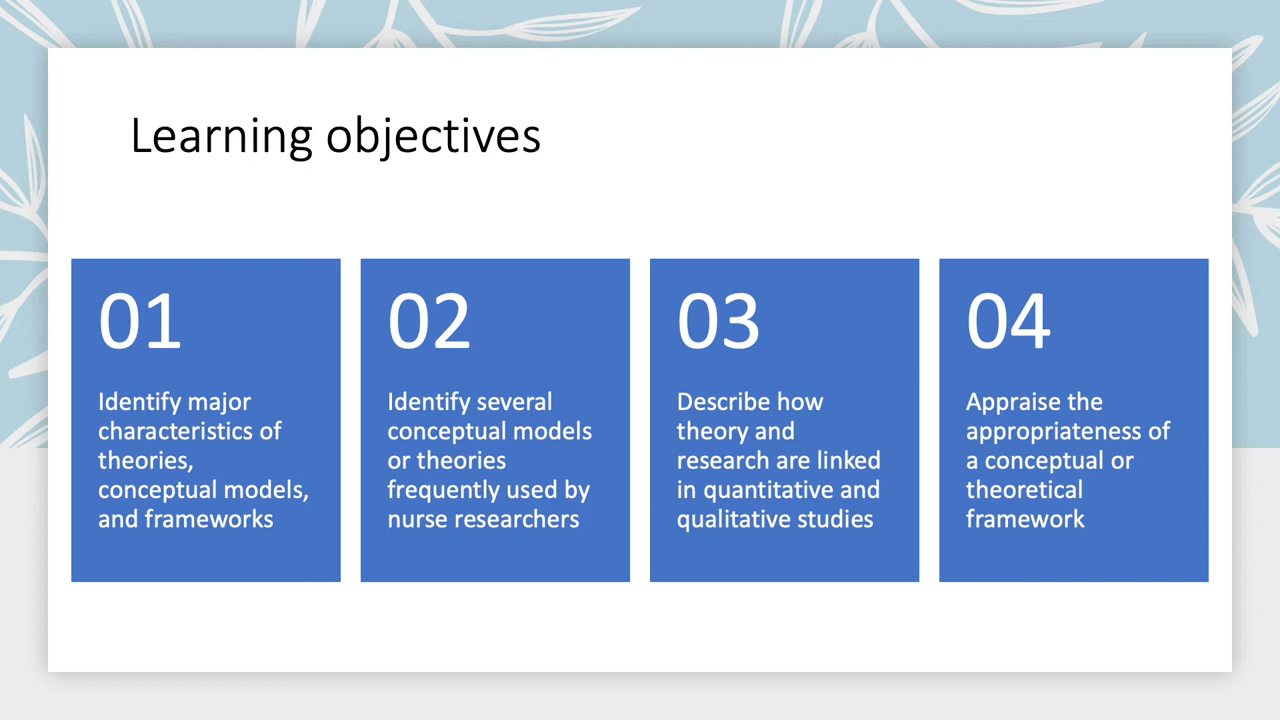 Learning objectives
01
Identify major
characteristics of
theories,
conceptual models,
and frameworks
02
Identify several
conceptual models
or theories
frequently used by
nurse researchers
03
Describe how
theory and
research are linked
in quantitative and
qualitative studies
04
Appraise the
appropriateness of
a conceptual or
theoretical
framework